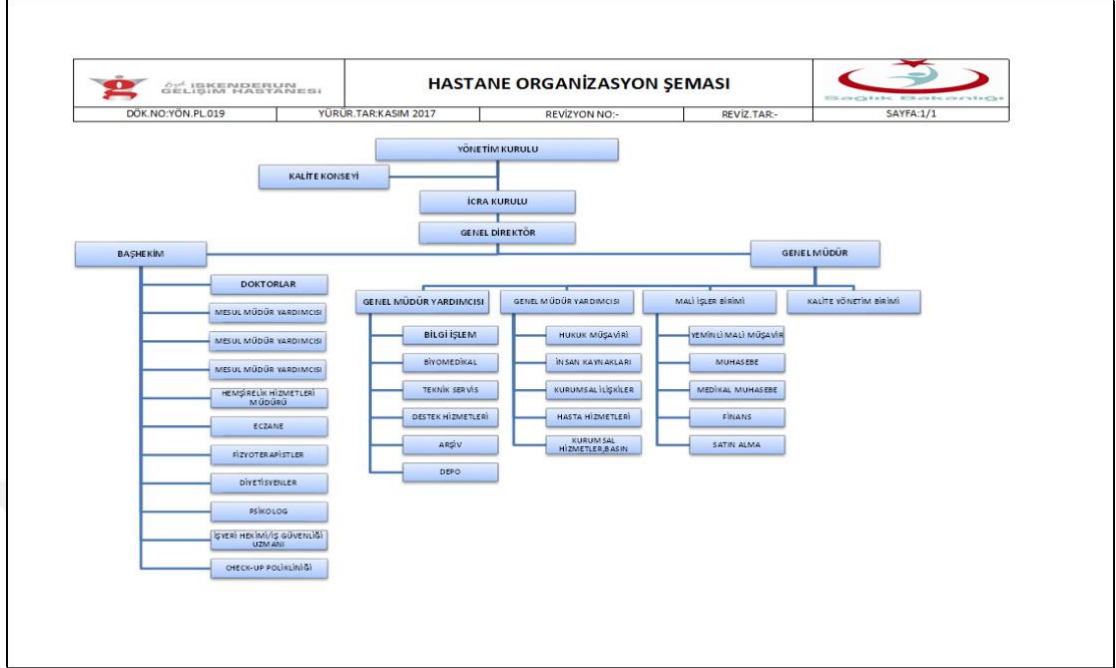 özel İSKENDERUN
GELİŞİM HASTANESİ
HASTANE ORGANİZASYON ŞEMASI
Sağlık Bakanlığı
DÖK.NO:YÖN.PL.019
YÜRÜR.TAR:KASIM 2017
REVİZYON NO:-
REVİZ.TAR:-
SAYFA:1/1
YÖNETİM KURULU
KALİTE KONSEYİ
İCRA KURULU
GENEL DİREKTÖR
BAŞHEKİM
GENEL MÜDÜR
DOKTORLAR
MESUL MÜDÜR YARDIMCISI
MESUL MÜDÜR YARDIMCISI
MESUL MÜDÜR YARDIMCISI
HEMŞİRELİK HİZMETLERİ
MÜDÜRÜ
ECZANE
FİZYOTERAPİSTLER
DİYETİSYENLER
PSİKOLOG
İŞYERİ HEKİMİ/İŞ GÜVENLİĞİ
UZMANI
CHECK-UP POLİKLİNİĞİ
GENEL MÜDÜR YARDIMCISI
BİLGİ İŞLEM
BİYOMEDİKAL
TEKNİK SERVİS
DESTEK HİZMETLERİ
ARŞİV
DEPO
GENEL MÜDÜR YARDIMCISI
HUKUK MÜŞAVİRİ
İNSAN KAYNAKLARI
KURUMSAL İLİŞKİLER
HASTA HİZMETLERİ
KURUMSAL
HİZMETLER,BASIN
MALİ İŞLER BİRİMİ
YEMİNLİ MALİ MÜŞAVİR
MUHASEBE
MEDİKAL MUHASEBE
FİNANS
SATIN ALMA
KALİTE YÖNETİM BİRİMİ